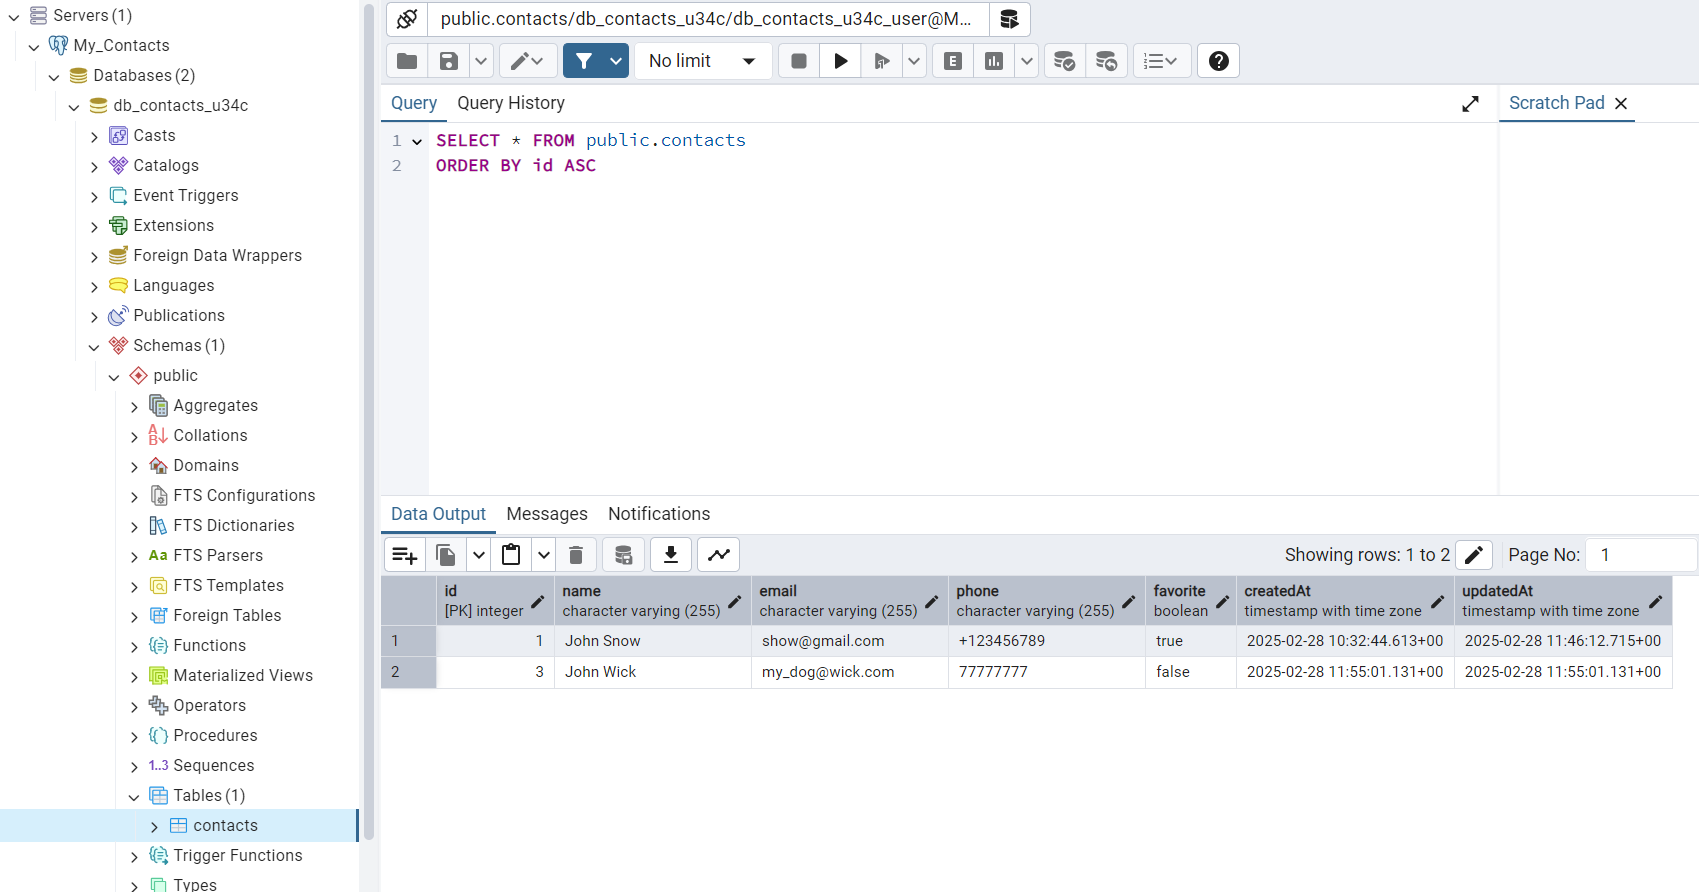 Servers (1)
My_Contacts
Databases (2)
db_contacts_u34c
Casts
Catalogs
Event Triggers
Extensions
Foreign Data Wrappers
Languages
Publications
Schemas (1)
public
Aggregates
Collations
Domains
FTS Configurations
FTS Dictionaries
Aa FTS Parsers
FTS Templates
Foreign Tables
Functions
Materialized Views
Operators
Procedures
1..3 Sequences
Tables (1)
contacts
Trigger Functions
Types
public.contacts/db_contacts_u34c/db_contacts_u34c_user@M...
No limit
E
Query Query History
Scratch Pad
1 SELECT * FROM public.contacts
2 ORDER BY id ASC
Data Output Messages Notifications
Showing rows: 1 to 2 Page No: 1
id name email phone favorite createdAt updatedAt
[PK] integer character varying (255) character varying (255) character varying (255) boolean timestamp with time zone timestamp with time zone
1 1 John Snow show@gmail.com +123456789 true 2025-02-28 10:32:44.613+00 2025-02-28 11:46:12.715+00
2 3 John Wick my_dog@wick.com 77777777 false 2025-02-28 11:55:01.131+00 2025-02-28 11:55:01.131+00